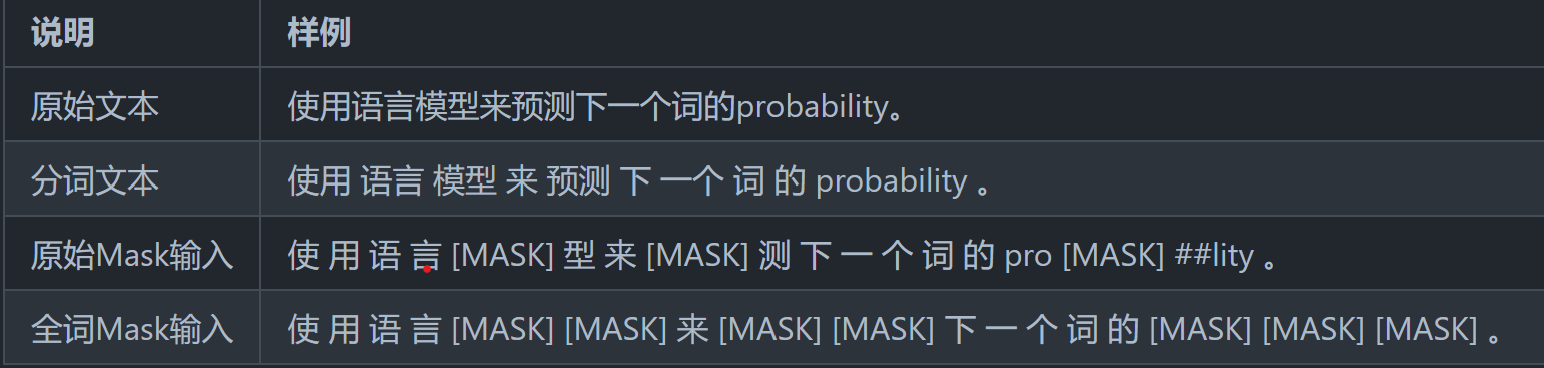 说明 样例
原始文本 使用语言模型来预测下一个词的probability。
分词文本 使用 语言 模型 来 预测 下 一个 词 的 probability 。
原始Mask输入 使 用 语 言 [MASK] 型 来 [MASK] 测 下 一 个 词 的 pro [MASK] ##lity 。
全词Mask输入 使 用 语 言 [MASK] [MASK] 来 [MASK] [MASK] 下 一 个 词 的 [MASK] [MASK] [MASK] 。